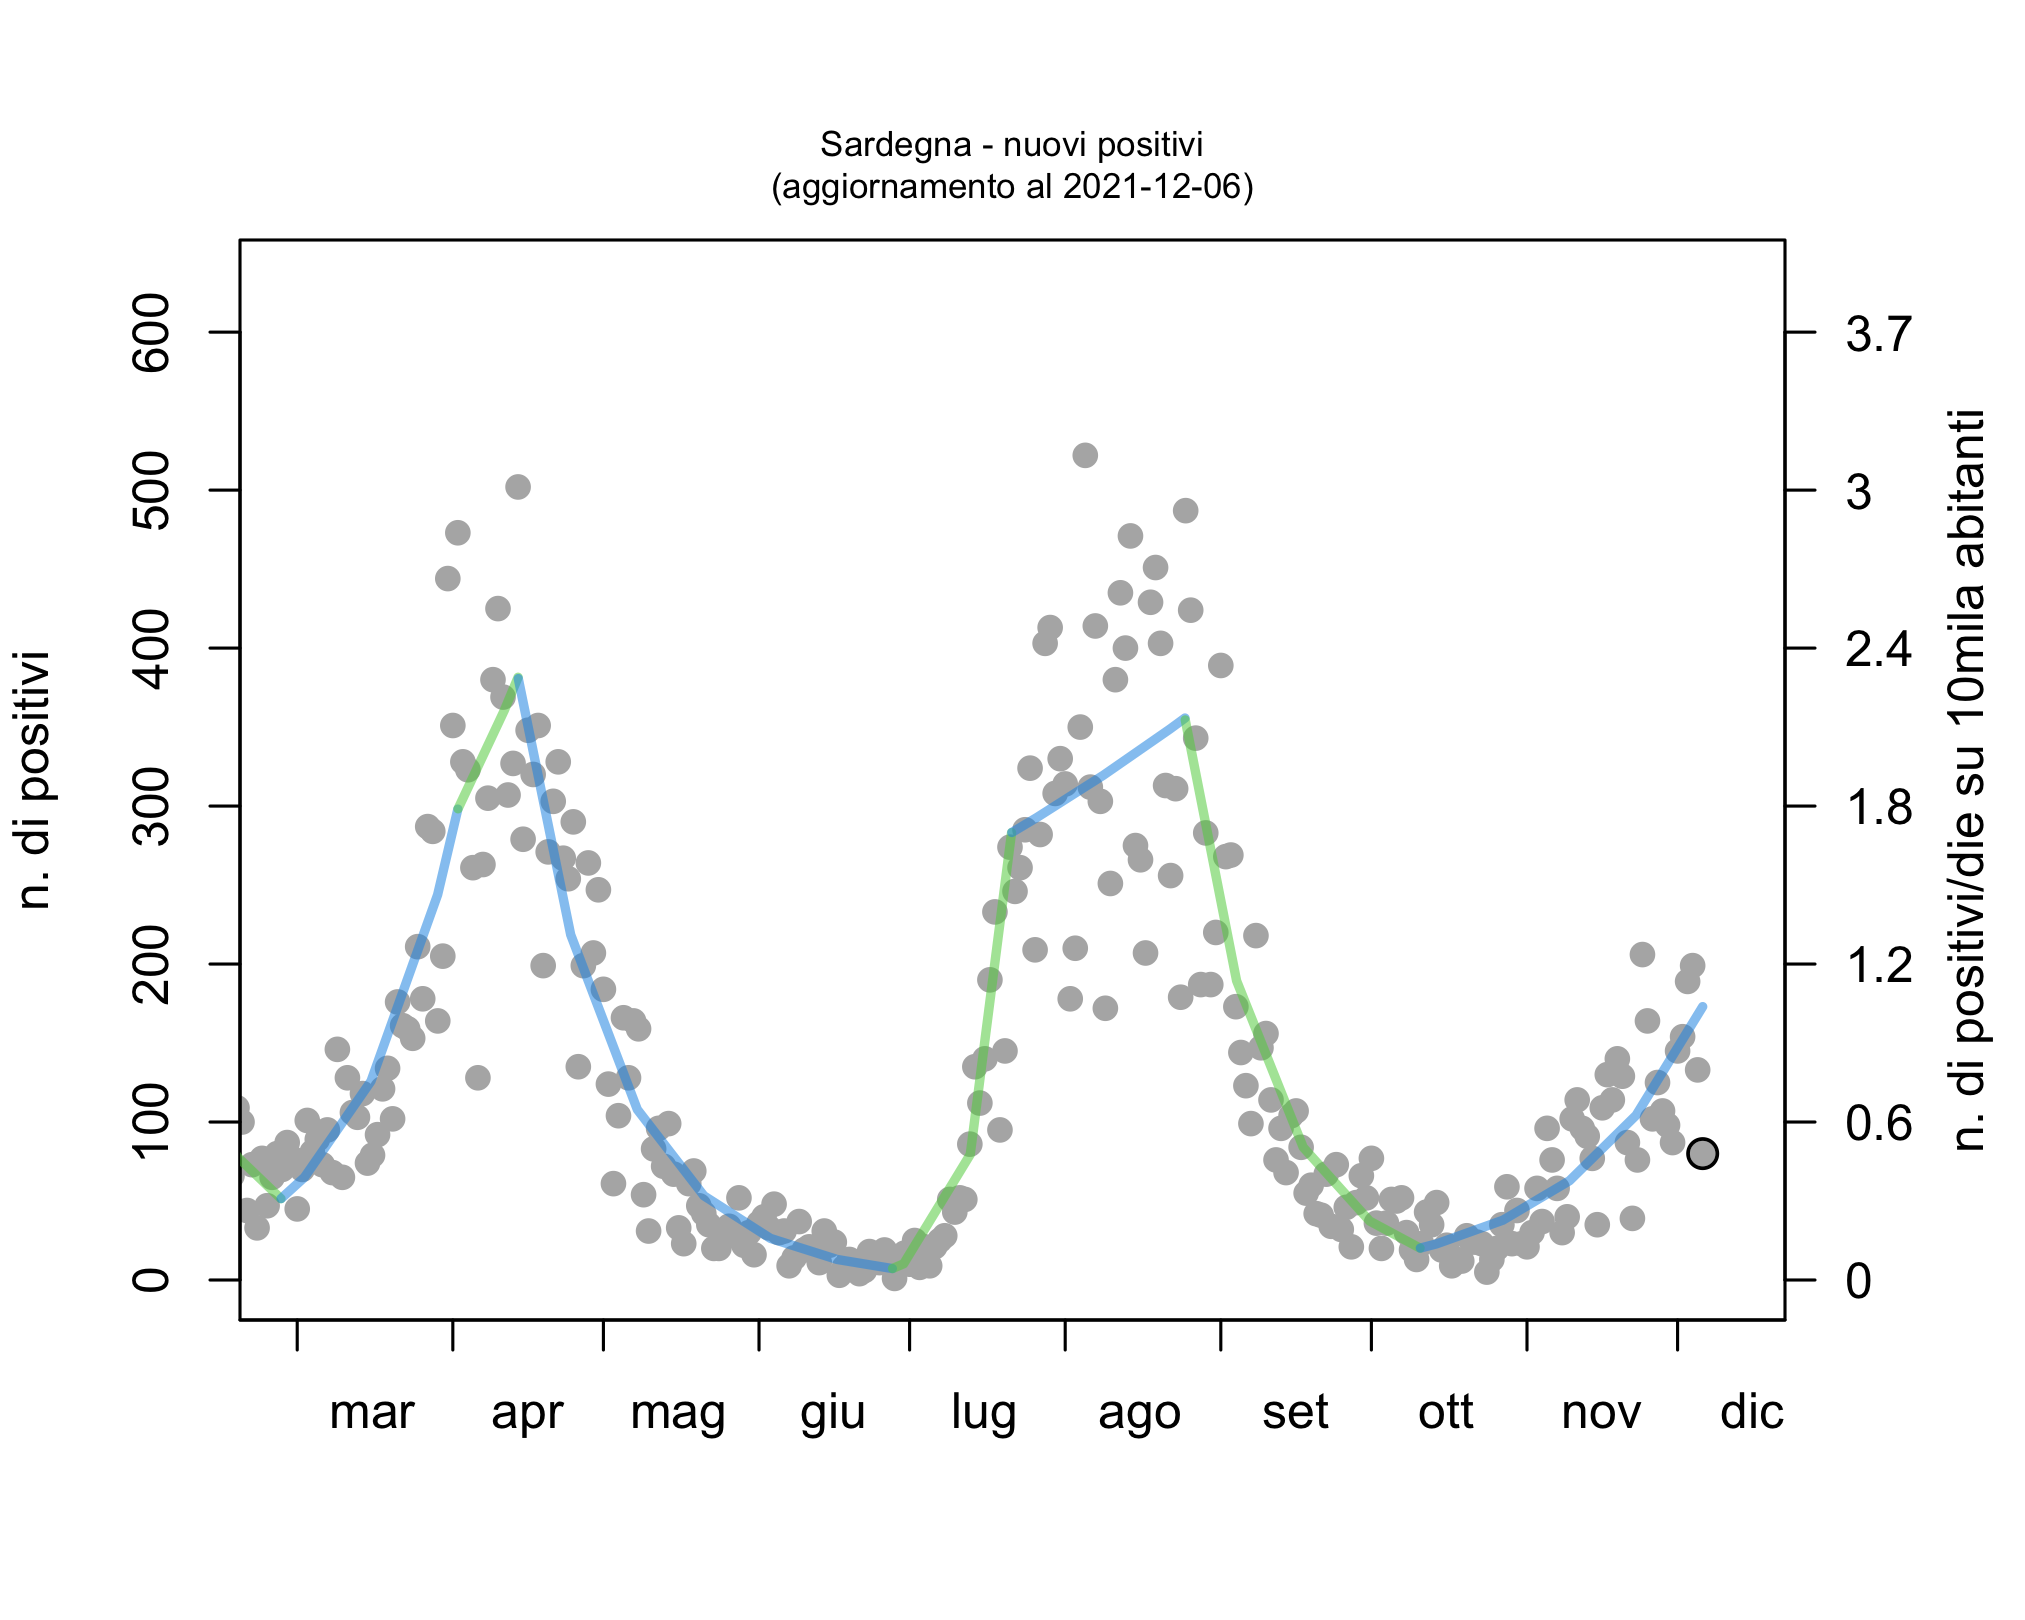 Sardegna - nuovi positivi
(aggiornamento al 2021-12-06)
n. di positivi
600
500
400
300
200
100
0
3.7
3
2.4
1.8
1.2
0.6
0
n. di positivi/die su 10mila abitanti
mar apr mag giu lug ago set ott nov dic